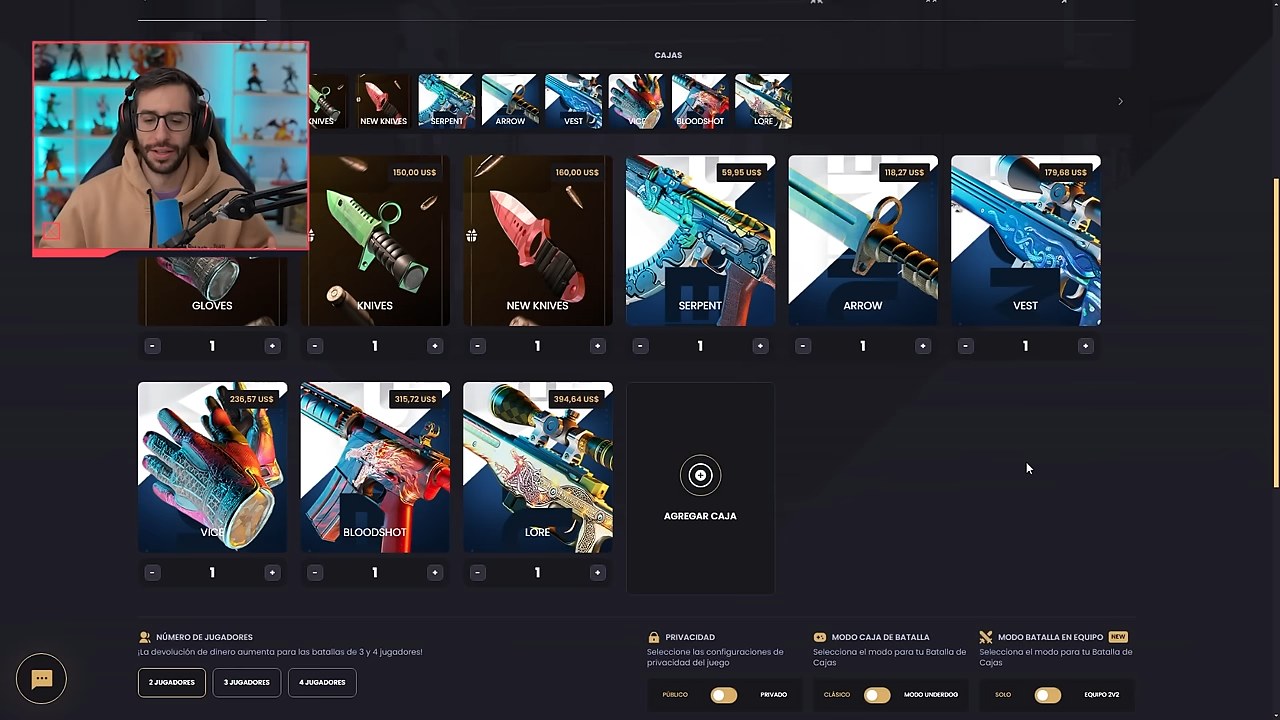 CAJAS
KNIVES
NEW KNIVES
SERPENT
ARROW
VEST
VICE
BLOODSHOT
LORE
150,00 US$
160,00 US$
59,95 US$
118,27 US$
179,68 US$
GLOVES
KNIVES
NEW KNIVES
SERPENT
ARROW
VEST
- 1 +
- 1 +
- 1 +
- 1 +
- 1 +
- 1 +
236,57 US$
315,72 US$
394,64 US$
VICE
BLOODSHOT
LORE
AGREGAR CAJA
- 1 +
- 1 +
- 1 +
NÚMERO DE JUGADORES
¡La devolución de dinero aumenta para las batallas de 3 y 4 jugadores!
2 JUGADORES
3 JUGADORES
4 JUGADORES
PRIVACIDAD
Seleccione las configuraciones de
privacidad del juego
PÚBLICO
PRIVADO
MODO CAJA DE BATALLA
Selecciona el modo para tu Batalla de
Cajas
CLÁSICO
MODO UNDERDOG
MODO BATALLA EN EQUIPO NEW
Selecciona el modo para tu Batalla de
Cajas
SOLO
EQUIPO 2V2